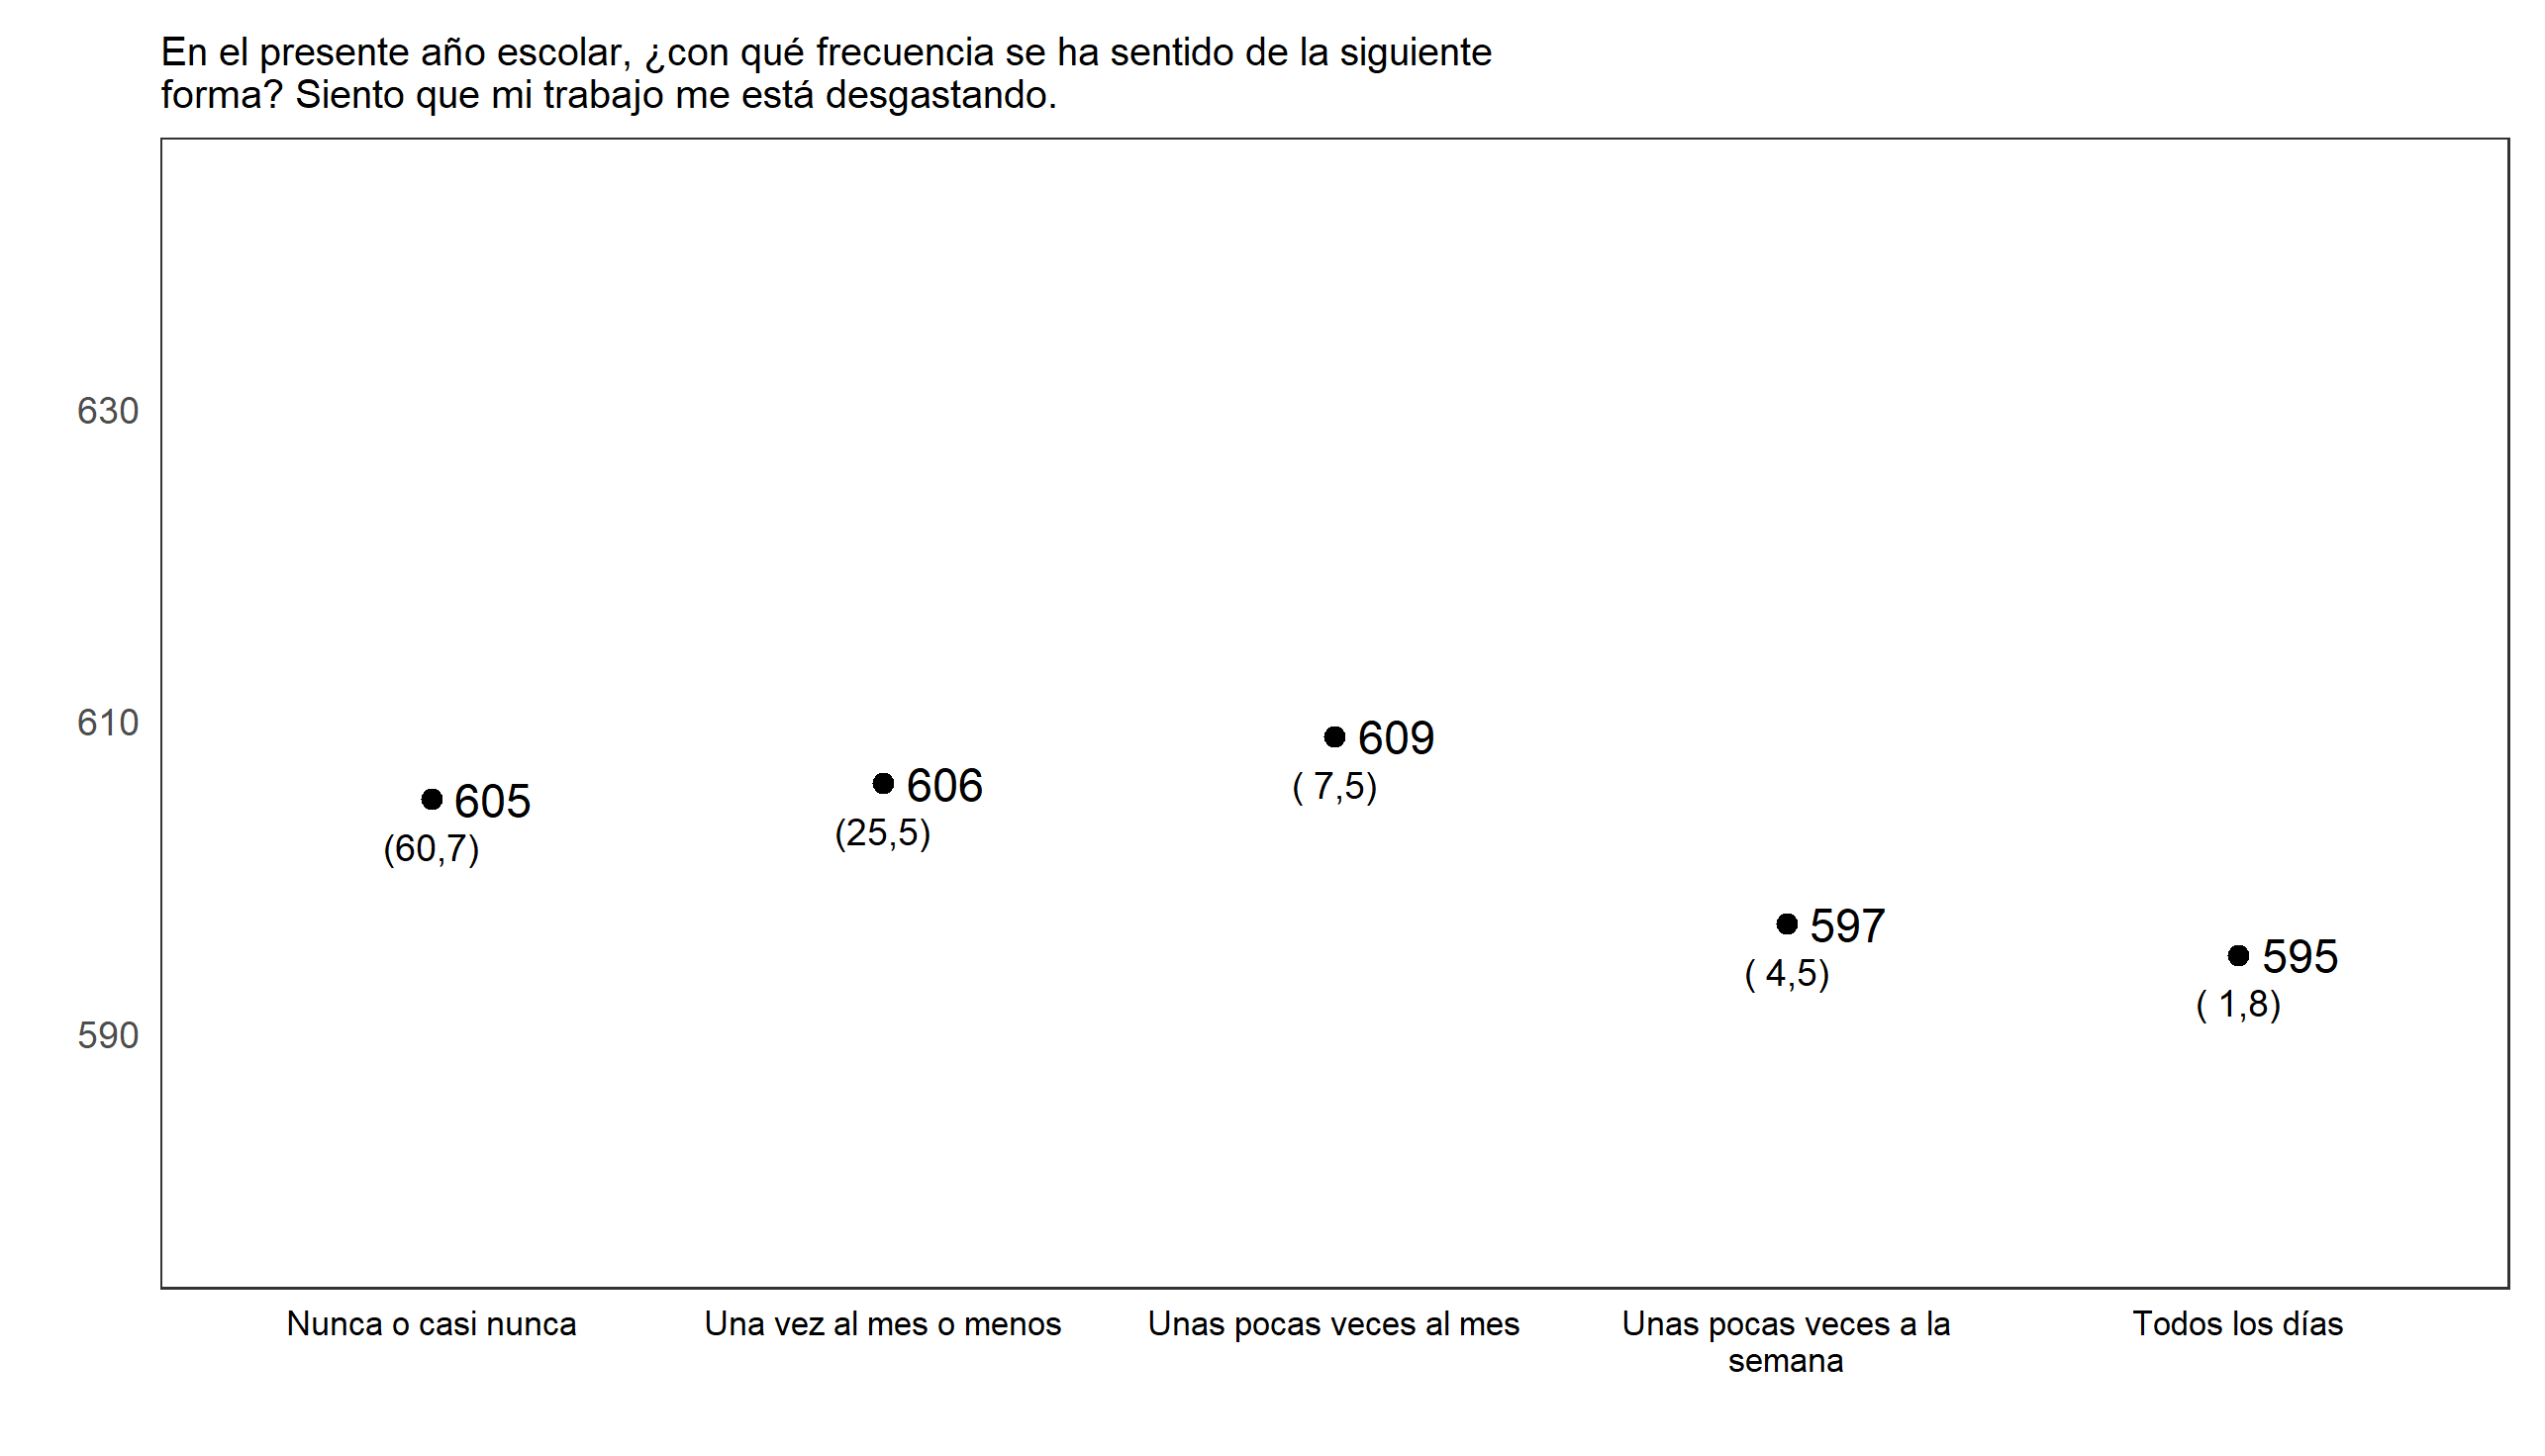 En el presente año escolar, ¿con qué frecuencia se ha sentido de la siguiente
forma? Siento que mi trabajo me está desgastando.
630
610
590
605
(60,7)
606
(25,5)
609
( 7,5)
597
( 4,5)
595
( 1,8)
Nunca o casi nunca
Una vez al mes o menos
Unas pocas veces al mes
Unas pocas veces a la
semana
Todos los días